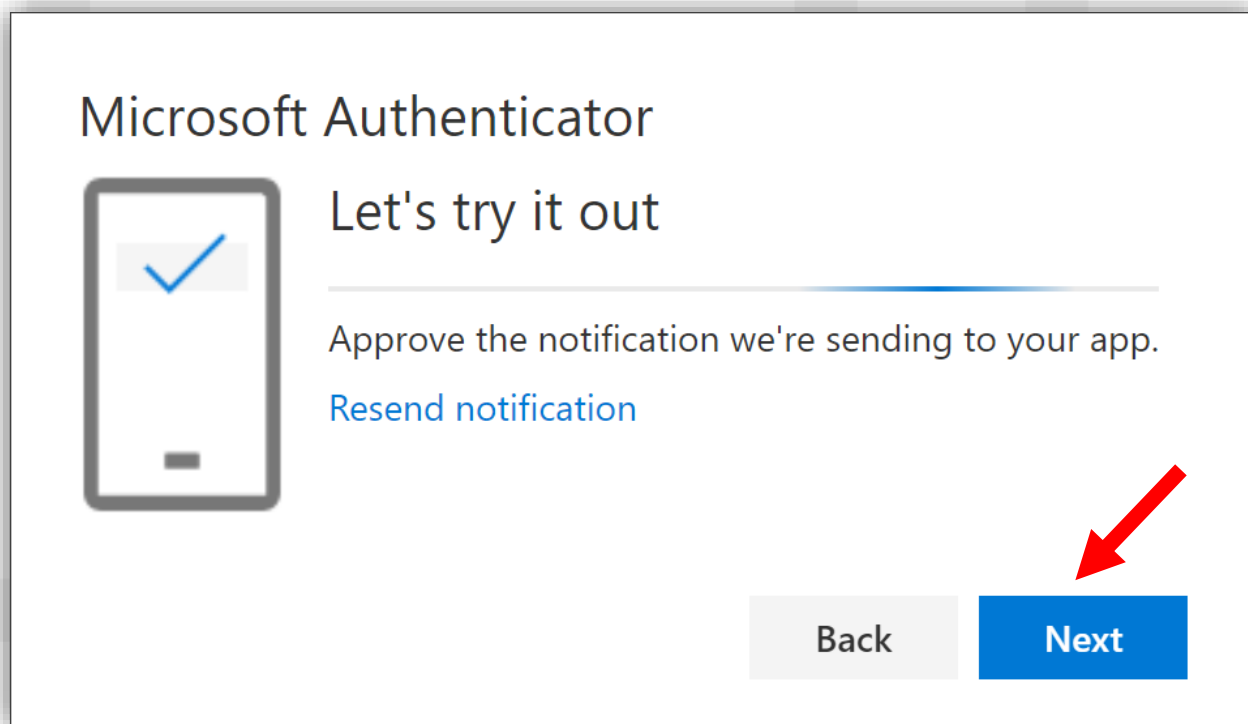 Microsoft Authenticator
Let's try it out
Approve the notification we're sending to your app.
Resend notification
Back
Next